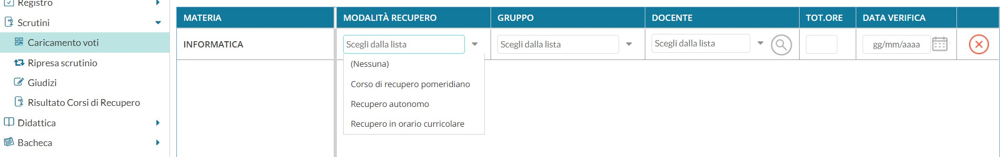 Registro
Scrutini
Caricamento voti
Ripresa scrutinio
Giudizi
Risultato Corsi di Recupero
Didattica
Bacheca
MATERIA MODALITÀ RECUPERO GRUPPO DOCENTE TOT.ORE DATA VERIFICA
INFORMATICA Scegli dalla lista Scegli dalla lista Scegli dalla lista gg/mm/aaaa
(Nessuna)
Corso di recupero pomeridiano
Recupero autonomo
Recupero in orario curricolare